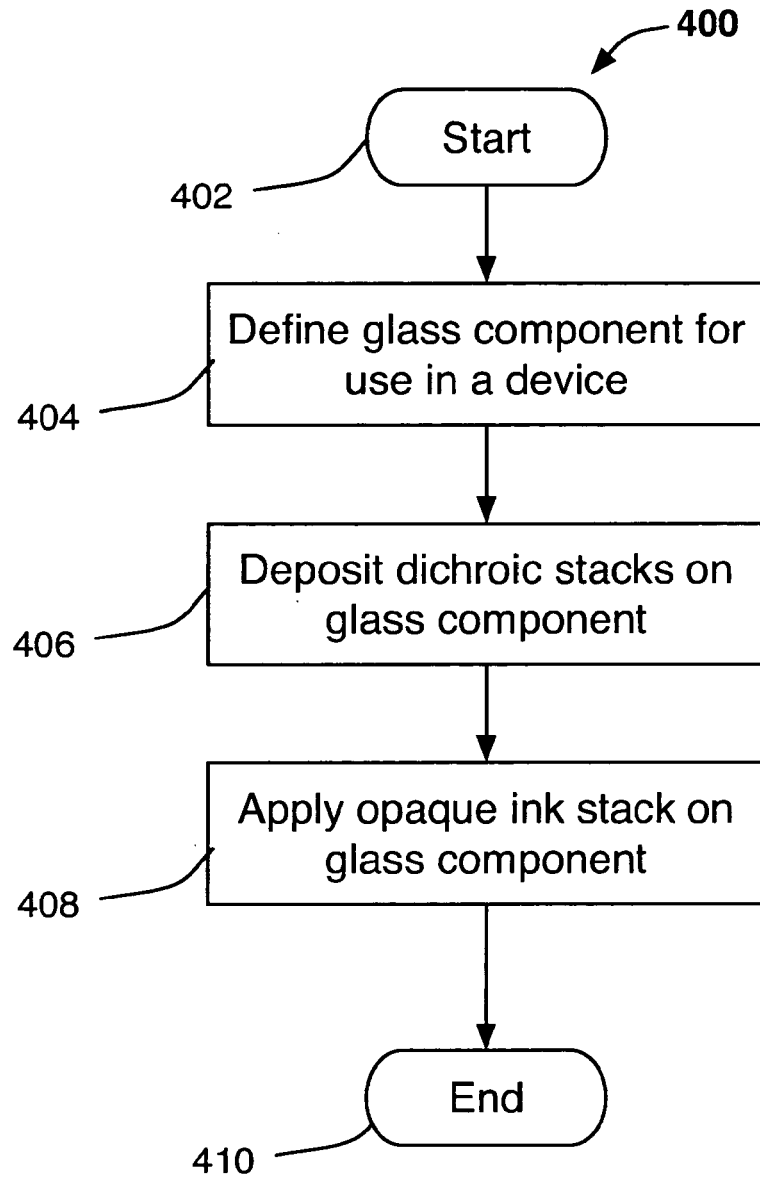 400
Start
402
Define glass component for
use in a device
404
Deposit dichroic stacks on
glass component
406
Apply opaque ink stack on
glass component
408
End
410